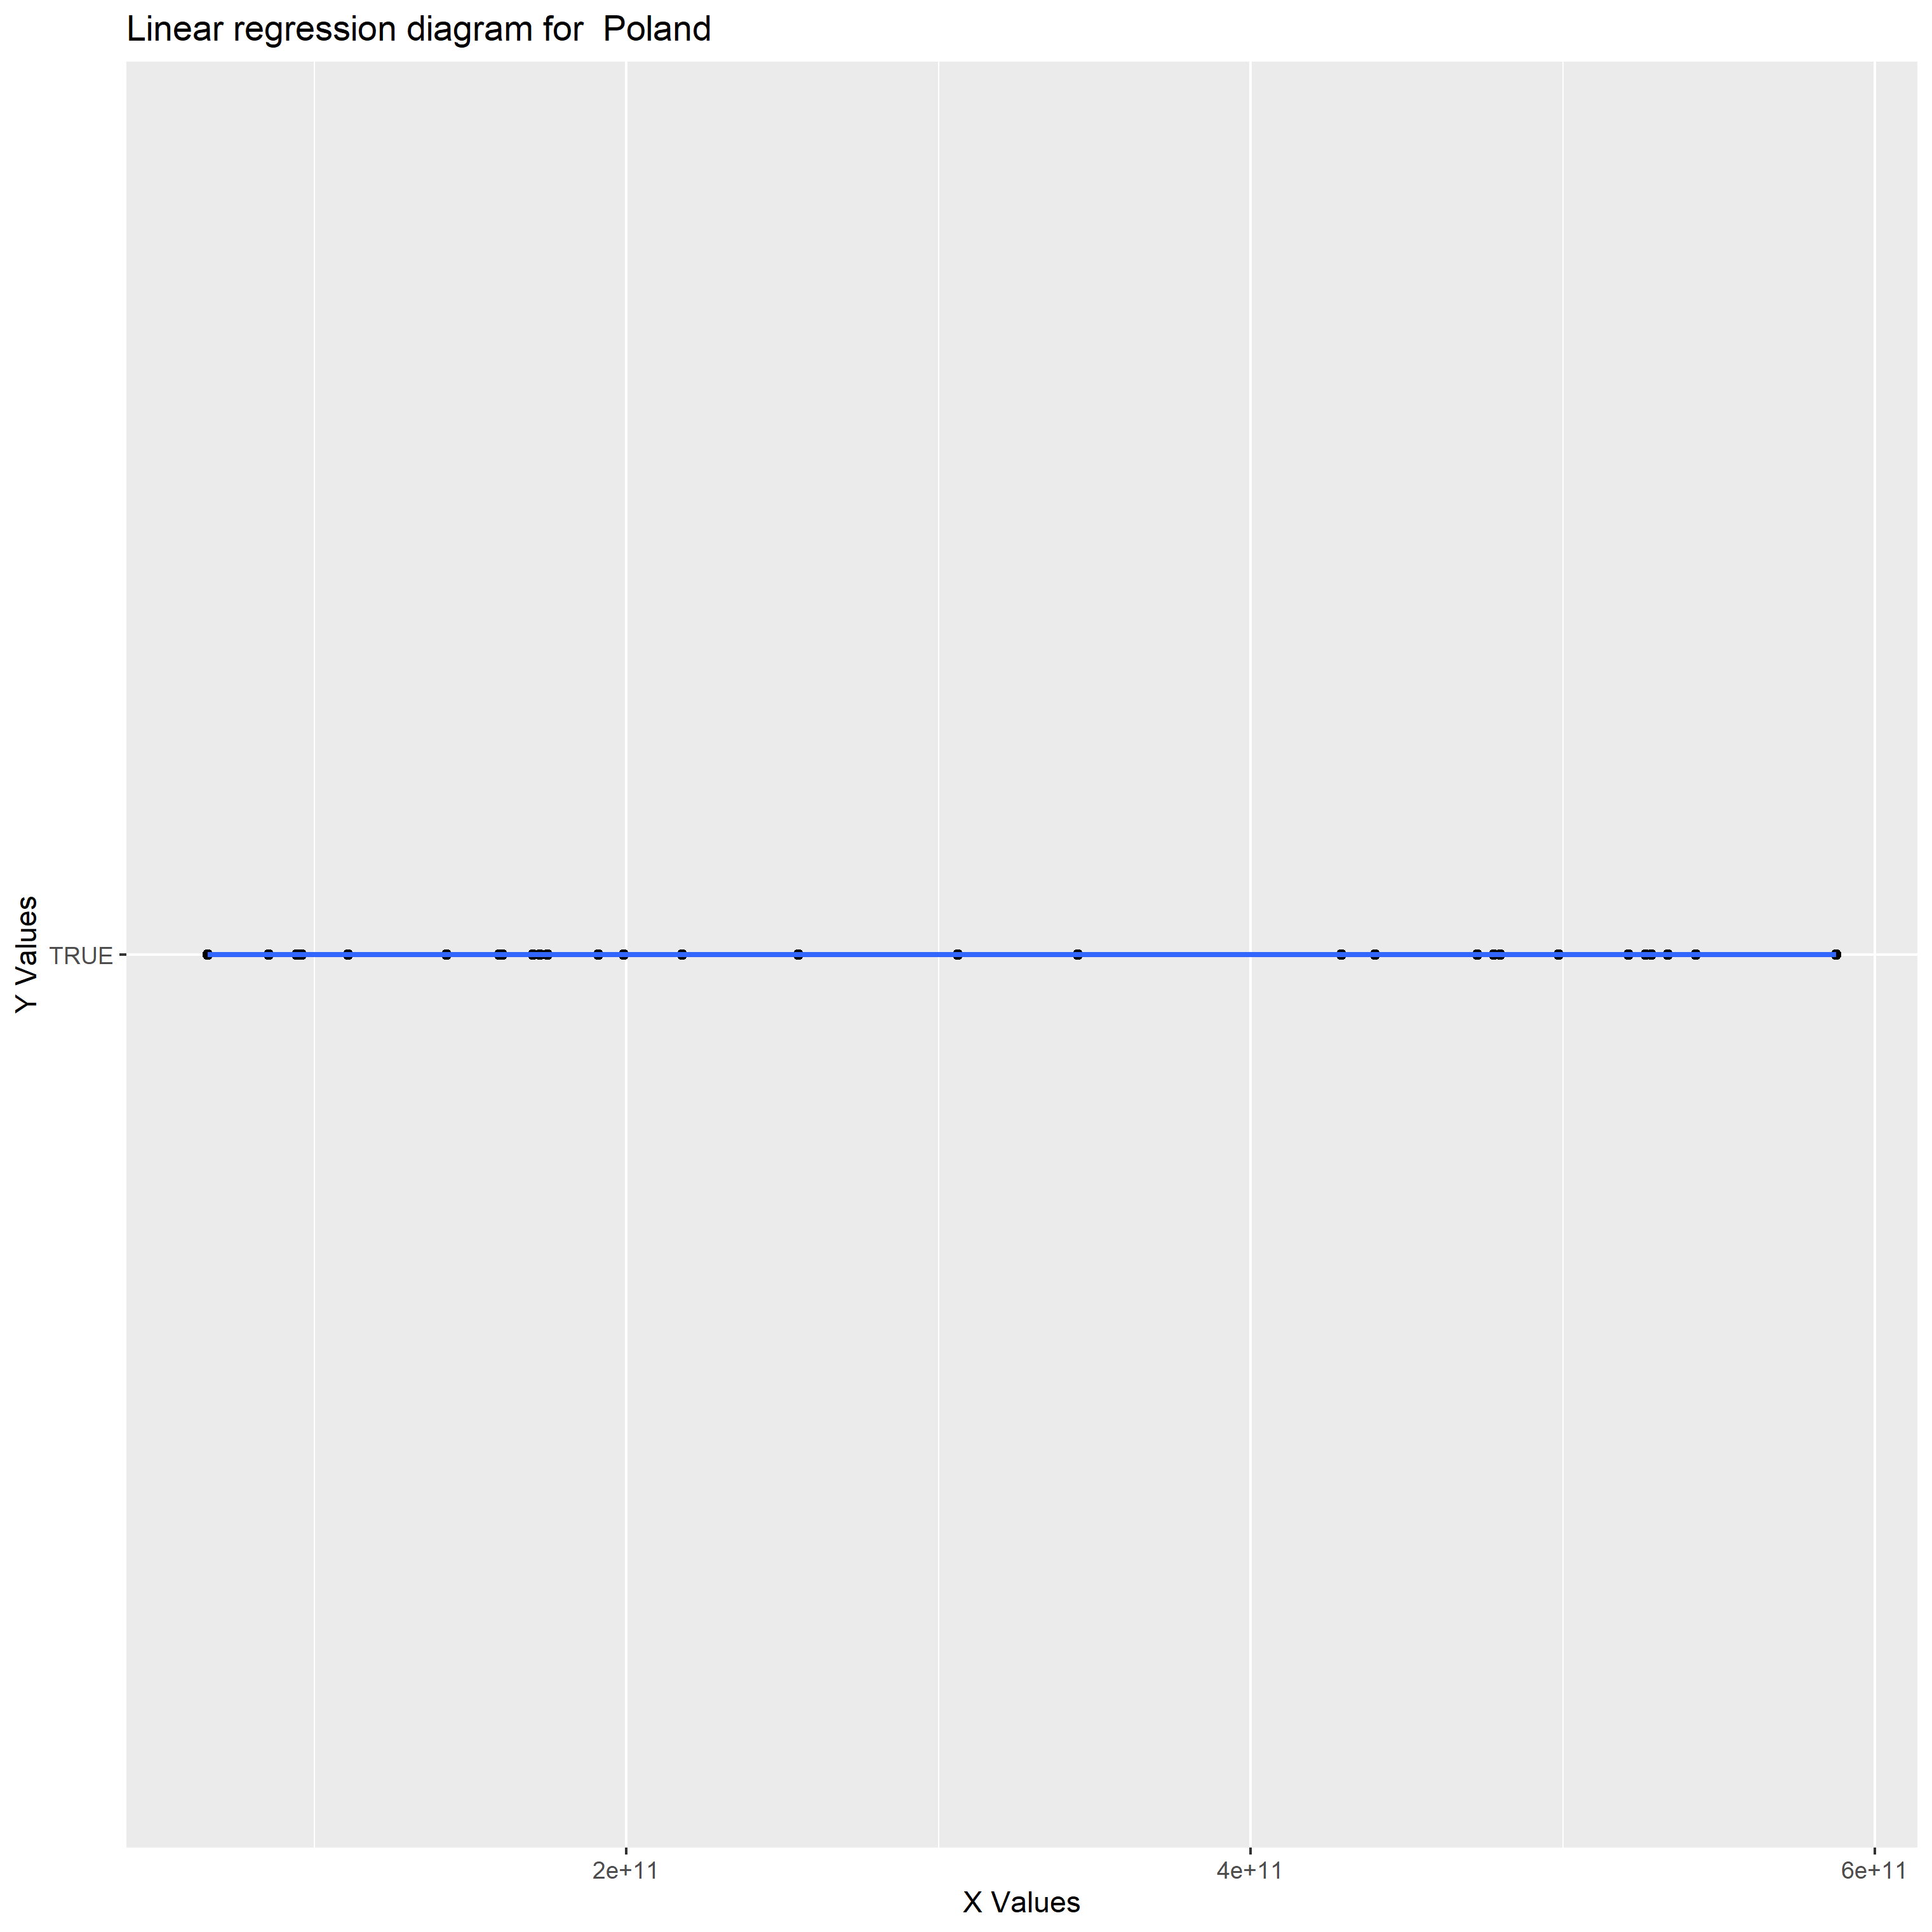 Linear regression diagram for  Poland
Y Values
TRUE
2e+11
4e+11
6e+11
X Values